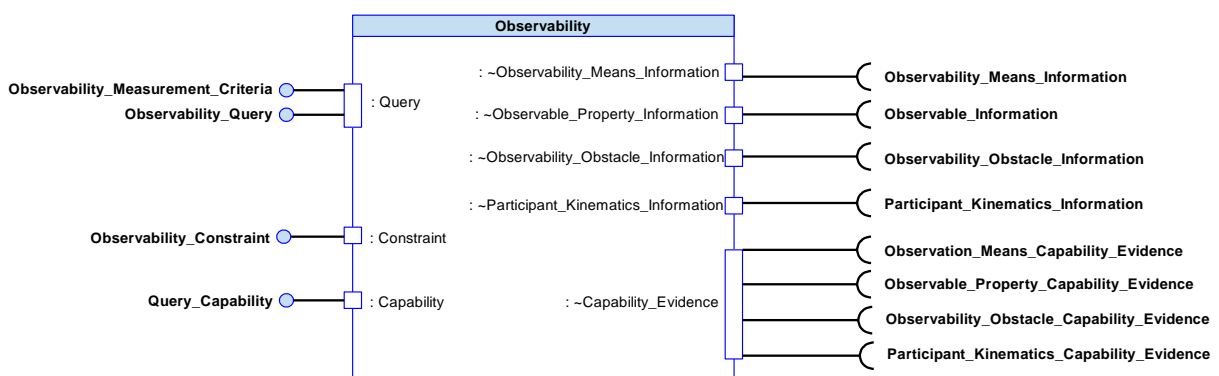 Observability
Observability_Measurement_Criteria
Observability_Query
: Query
Observability_Constraint
: Constraint
Query_Capability
: Capability
: ~Observability_Means_Information
Observability_Means_Information
: ~Observable_Property_Information
Observable_Information
: ~Observability_Obstacle_Information
Observability_Obstacle_Information
: ~Participant_Kinematics_Information
Participant_Kinematics_Information
: ~Capability_Evidence
Observation_Means_Capability_Evidence
Observable_Property_Capability_Evidence
Observability_Obstacle_Capability_Evidence
Participant_Kinematics_Capability_Evidence